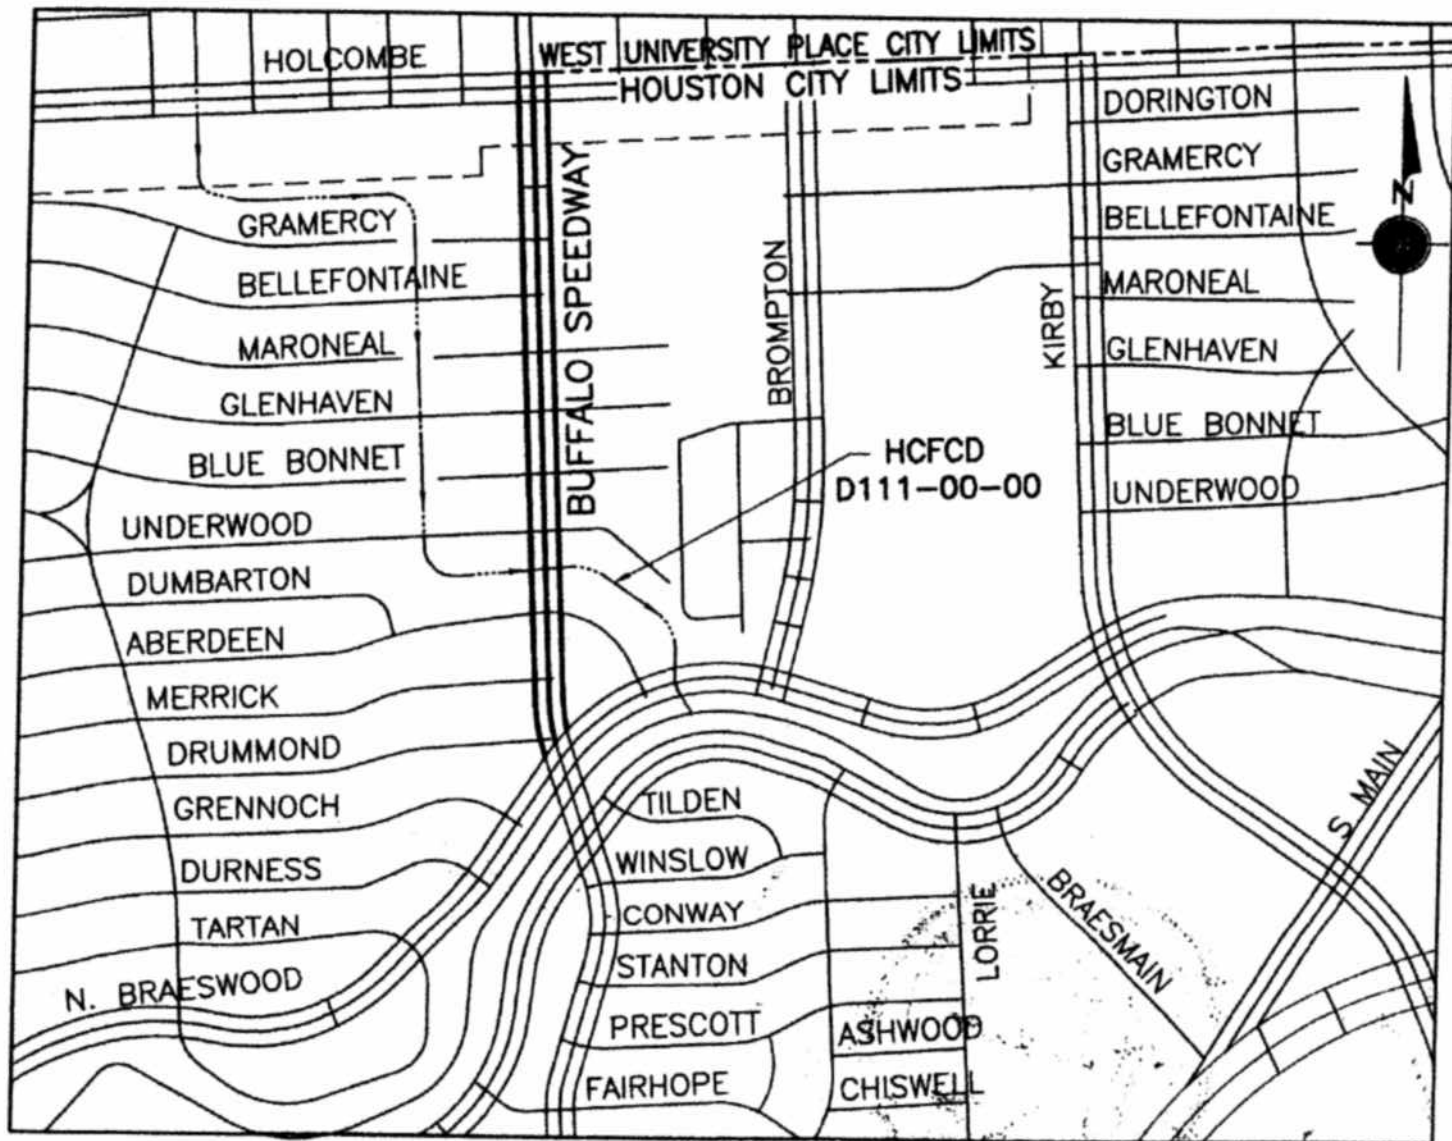 HOLCOMBE
WEST UNIVERSITY PLACE CITY LIMITS
HOUSTON CITY LIMITS
DORINGTON
GRAMERCY
BELLEFONTAINE
MARONEAL
GLENHAVEN
BLUE BONNET
UNDERWOOD
N
GRAMERCY
BELLEFONTAINE
MARONEAL
GLENHAVEN
BLUE BONNET
UNDERWOOD
DUMBARTON
ABERDEEN
MERRICK
DRUMMOND
GRENNOCH
DURNESS
TARTAN
N. BRAESWOOD
BUFFALO SPEEDWAY
BROMPTON
KIRBY
HCFCD
D111-00-00
TILDEN
WINSLOW
CONWAY
STANTON
PRESCOTT
FAIRHOPE
ASHWOOD
CHISWELL
LORRIE
BRAESMAIN
S MAIN